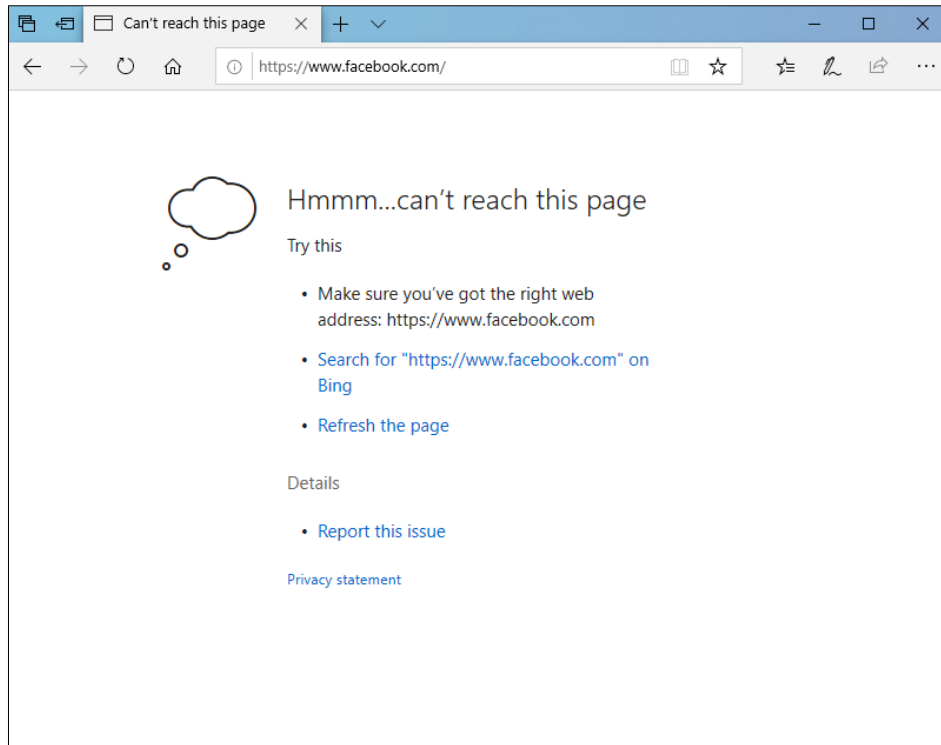 Can't reach this page
https://www.facebook.com/
Hmmm...can't reach this page
Try this
• Make sure you've got the right web
address: https://www.facebook.com
• Search for "https://www.facebook.com" on
Bing
• Refresh the page
Details
• Report this issue
Privacy statement